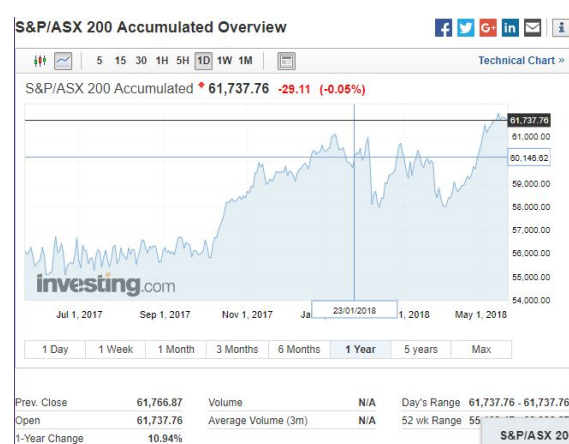 S&P/ASX 200 Accumulated Overview
f G+ in i
5 15 30 1H 5H 1D 1W 1M Technical Chart »
S&P/ASX 200 Accumulated 61,737.76 -29.11 (-0.05%)
61,737.76
61,000.00
60,146.62
59,000.00
58,000.00
57,000.00
56,000.00
55,000.00
54,000.00
investing.com
Jul 1, 2017 Sep 1, 2017 Nov 1, 2017 Ja 23/01/2018 1, 2018 May 1, 2018
1 Day 1 Week 1 Month 3 Months 6 Months 1 Year 5 years Max
Prev. Close 61,766.87 Volume N/A Day's Range 61,737.76 - 61,737.76
Open 61,737.76 Average Volume (3m) N/A 52 wk Range 55
1-Year Change 10.94% S&P/ASX 20